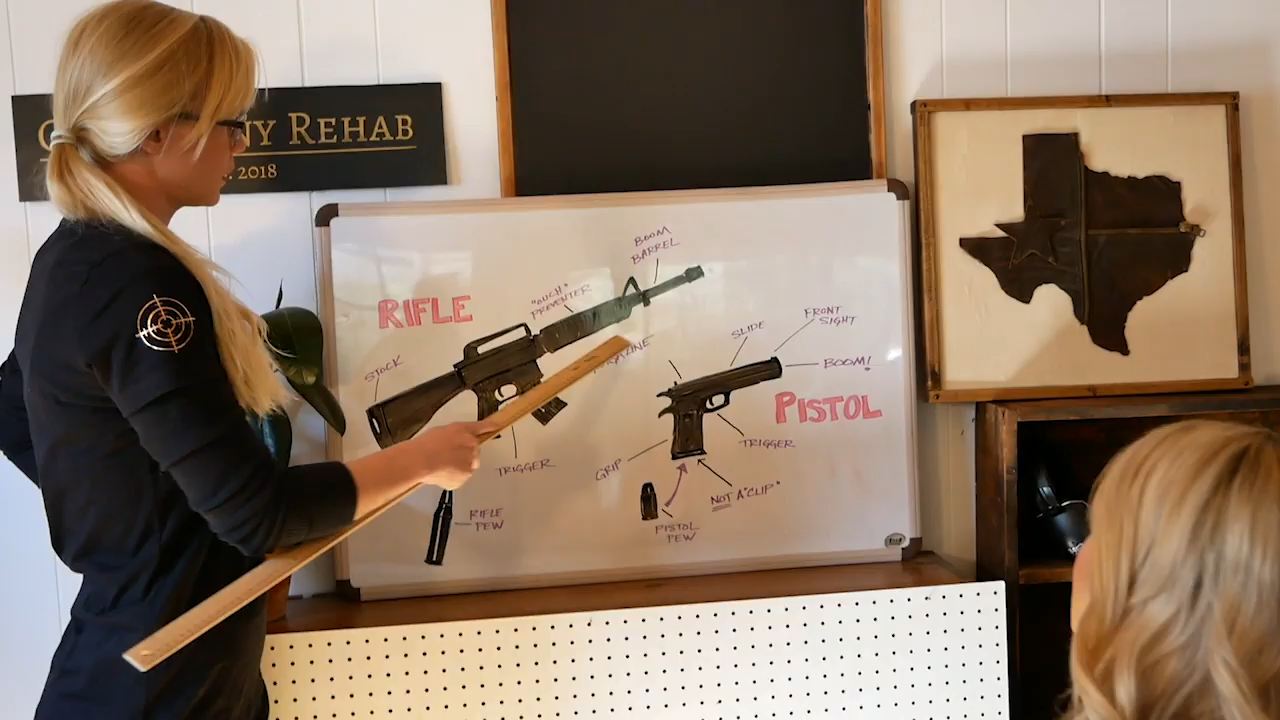 NY REHAB
2018
BOOM
BARREL
RIFLE
"OUCH"
PREVENTER
FRONT
SIGHT
SLIDE
STOCK
BOOM!
PISTOL
TRIGGER
TRIGGER
GRIP
NOT A "CLIP"
RIFLE
PEW
PISTOL
PEW